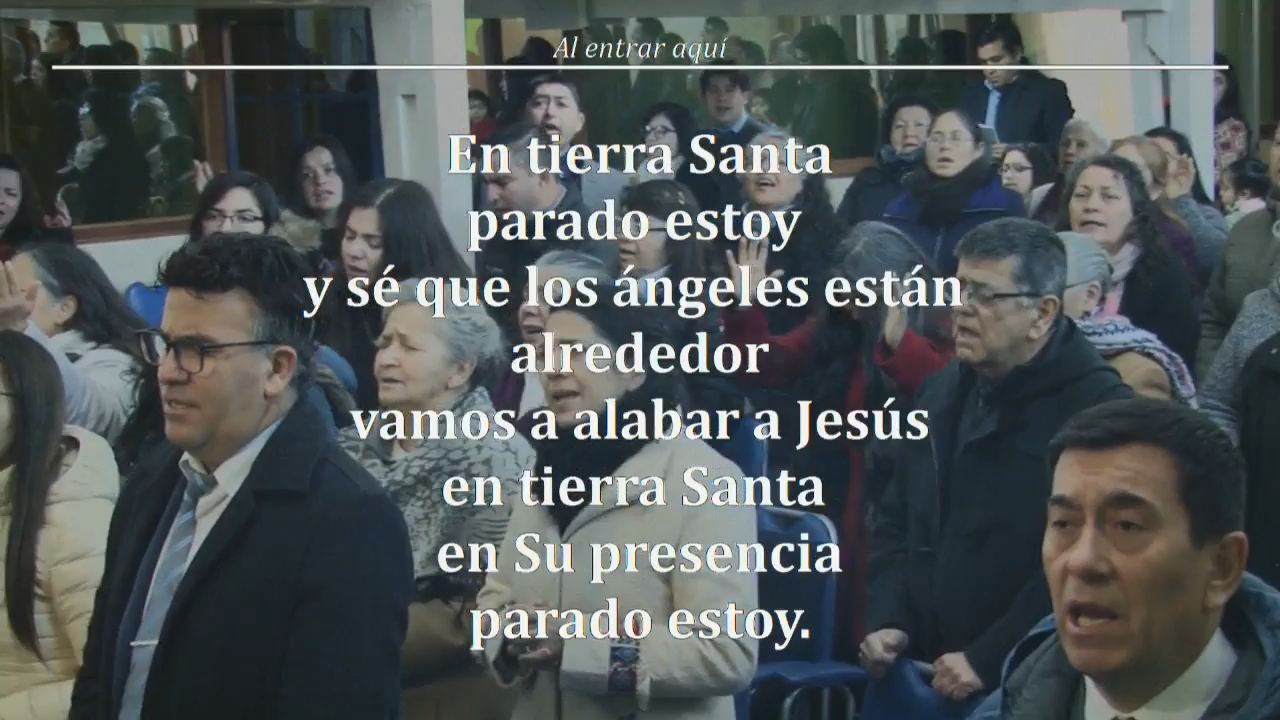 Al entrar aquí
En tierra Santa
parado estoy
y sé que los ángeles están
alrededor
vamos a alabar a Jesús
en tierra Santa
en Su presencia
parado estoy.